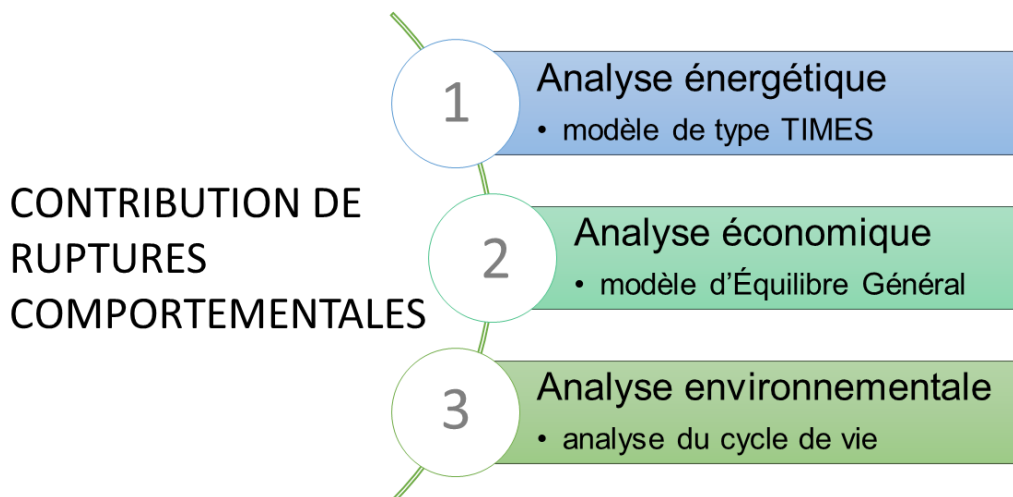 CONTRIBUTION DE
RUPTURES
COMPORTEMENTALES
1
Analyse énergétique
• modèle de type TIMES
2
Analyse économique
• modèle d’Équilibre Général
3
Analyse environnementale
• analyse du cycle de vie